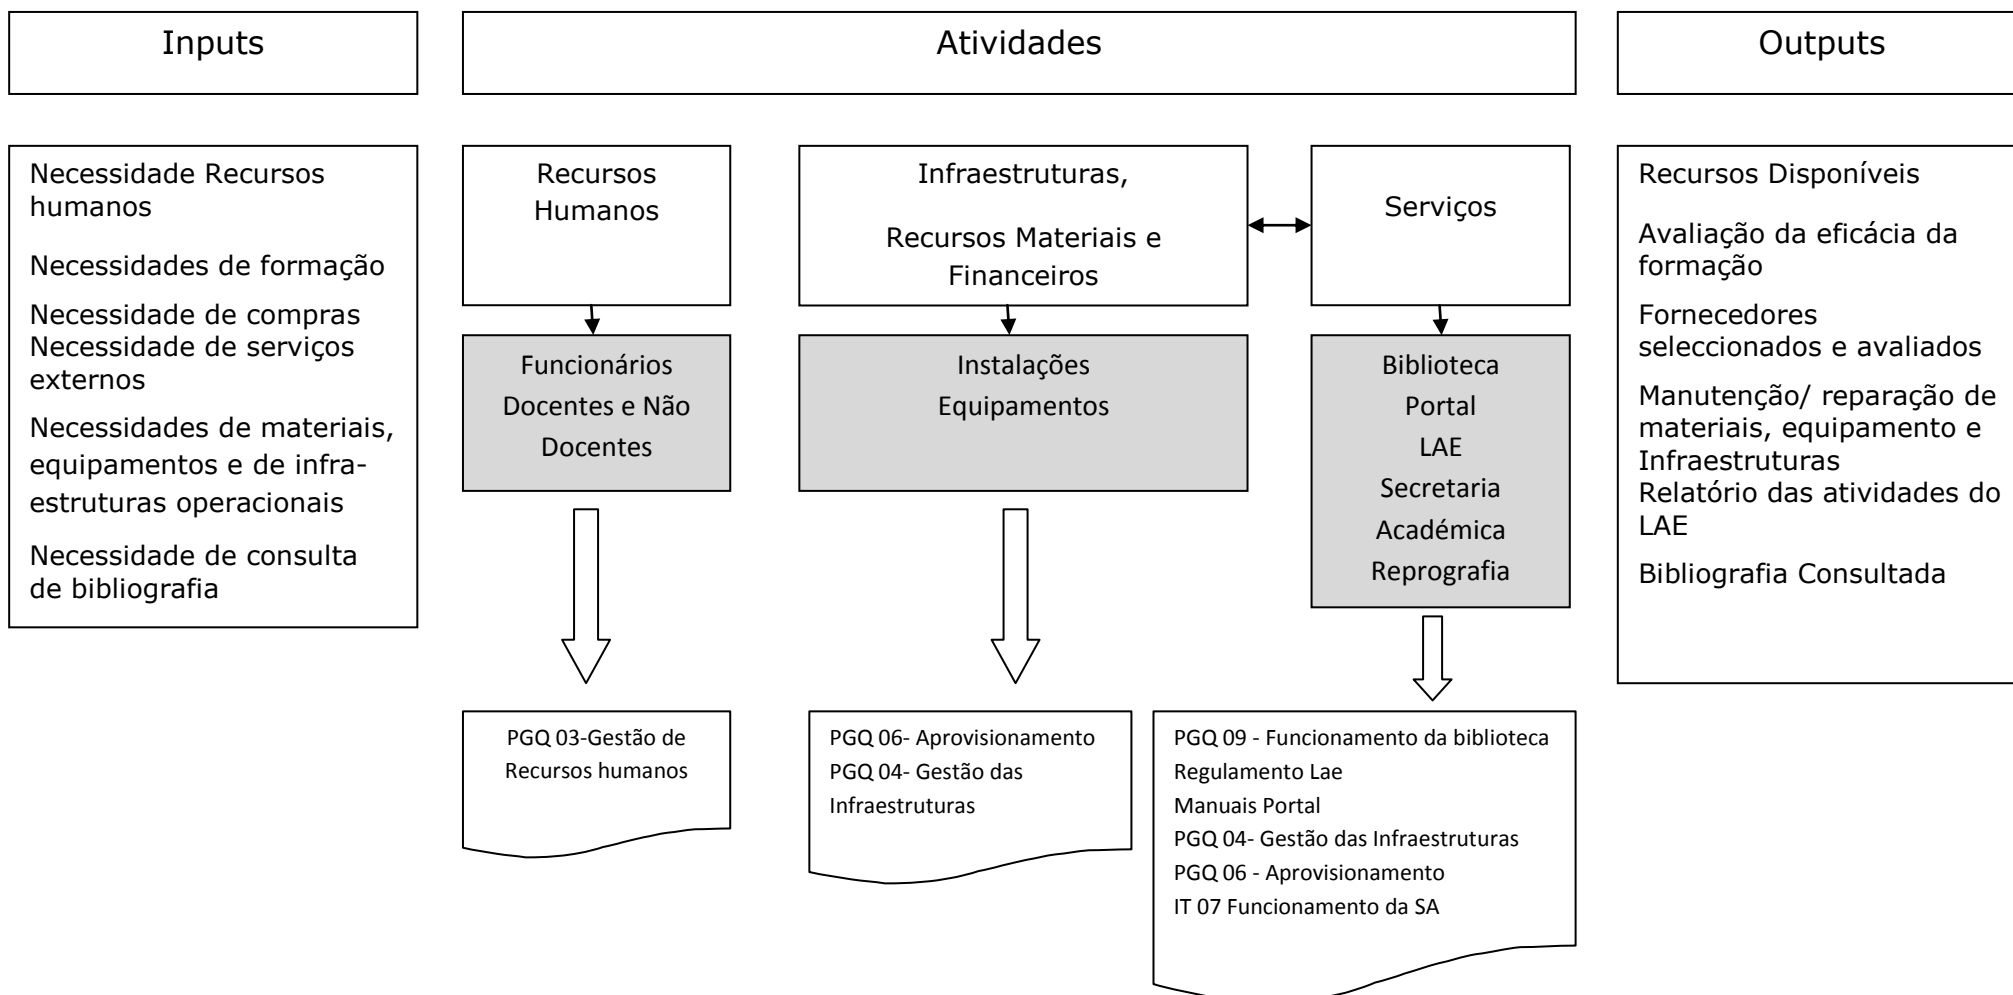 Inputs
Atividades
Outputs
Necessidade Recursos
humanos
Necessidades de formação
Necessidade de compras
Necessidade de serviços
externos
Necessidades de materiais,
equipamentos e de infra-
estruturas operacionais
Necessidade de consulta
de bibliografia
Recursos
Humanos
Infraestruturas,
Recursos Materiais e
Financeiros
Serviços
Funcionários
Docentes e Não
Docentes
Instalações
Equipamentos
Biblioteca
Portal
LAE
Secretaria
Académica
Reprografia
PGQ 03-Gestão de
Recursos humanos
PGQ 06- Aprovisionamento
PGQ 04- Gestão das
Infraestruturas
PGQ 09 - Funcionamento da biblioteca
Regulamento Lae
Manuais Portal
PGQ 04- Gestão das Infraestruturas
PGQ 06 - Aprovisionamento
IT 07 Funcionamento da SA
Recursos Disponíveis
Avaliação da eficácia da
formação
Fornecedores
seleccionados e avaliados
Manutenção/ reparação de
materiais, equipamento e
Infraestruturas
Relatório das atividades do
LAE
Bibliografia Consultada